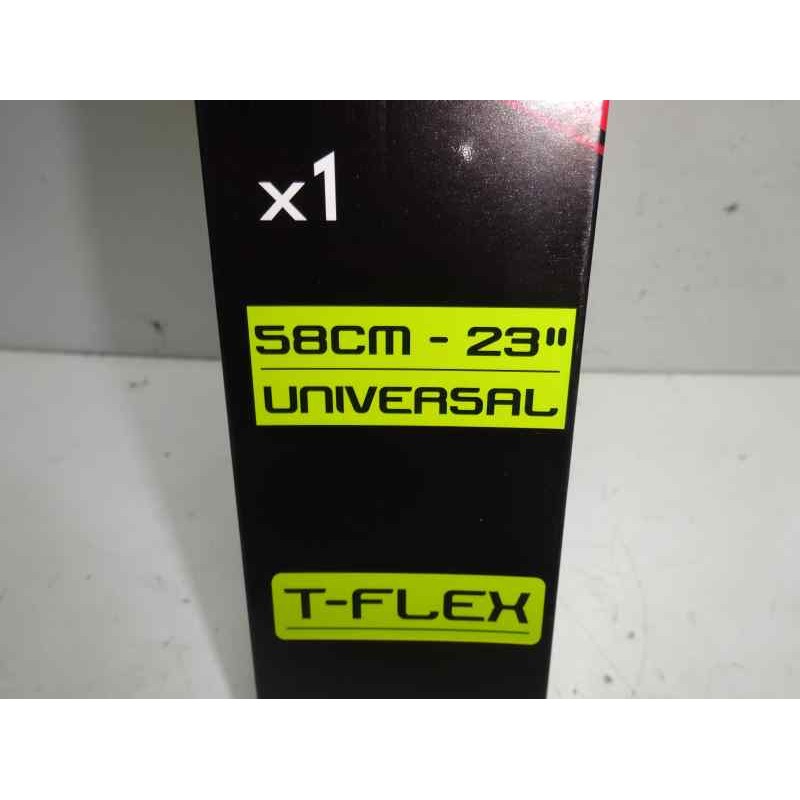 x1
58CM - 23"
UNIVERSAL
T-FLEX